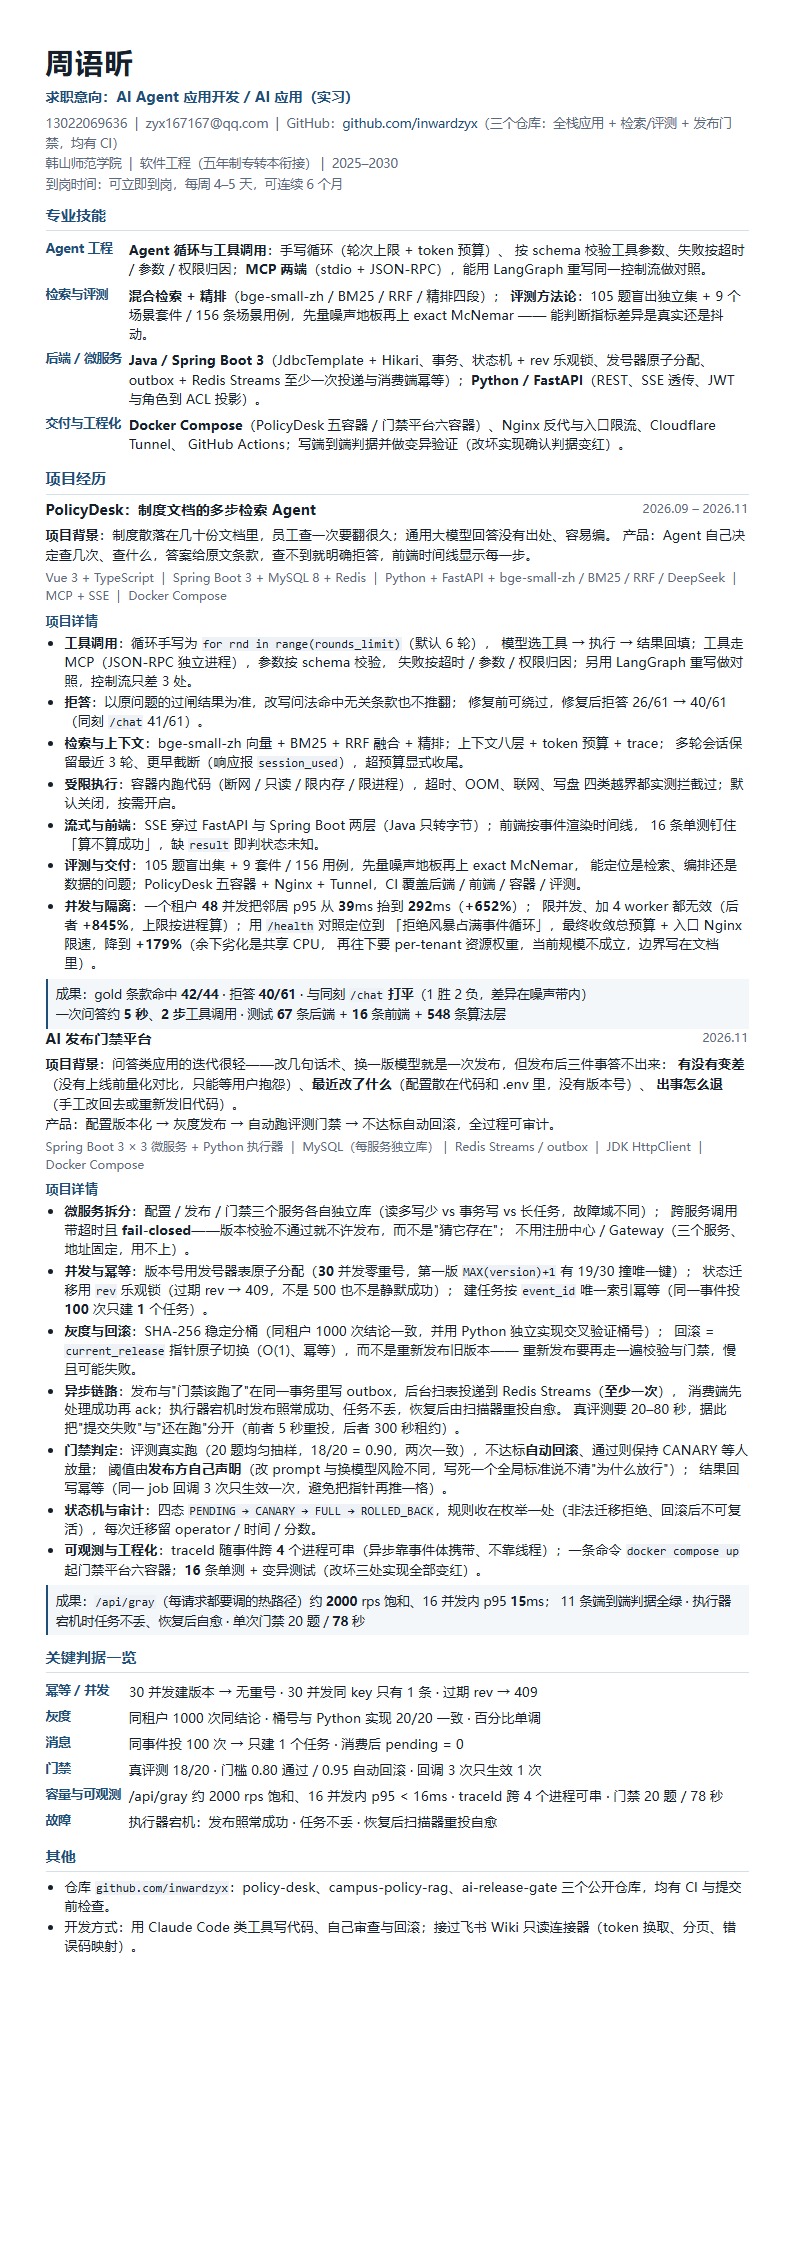 周语昕
求职意向：AI Agent 应用开发 / AI 应用（实习）
13022069636 | zyx167167@qq.com | GitHub：github.com/inwardzyx（三个仓库：全栈应用 + 检索/评测 + 发布门
禁，均有 CI）
韩山师范学院 | 软件工程（五年制专转本衔接） | 2025–2030
到岗时间：可立即到岗，每周 4–5 天，可连续 6 个月
专业技能
Agent 工程 Agent 循环与工具调用：手写循环（轮次上限 + token 预算）、 按 schema 校验工具参数、失败按超时
/ 参数 / 权限归因；MCP 两端（stdio + JSON-RPC），能用 LangGraph 重写同一控制流做对照。
检索与评测 混合检索 + 精排（bge-small-zh / BM25 / RRF / 精排四段）； 评测方法论：105 题盲出独立集 + 9 个
场景套件 / 156 条场景用例，先量噪声地板再上 exact McNemar —— 能判断指标差异是真实还是抖
动。
后端 / 微服务 Java / Spring Boot 3（JdbcTemplate + Hikari、事务、状态机 + rev 乐观锁、发号器原子分配、
outbox + Redis Streams 至少一次投递与消费端幂等）；Python / FastAPI（REST、SSE 透传、JWT
与角色到 ACL 投影）。
交付与工程化 Docker Compose（PolicyDesk 五容器 / 门禁平台六容器）、Nginx 反代与入口限流、Cloudflare
Tunnel、 GitHub Actions；写端到端判据并做变异验证（改坏实现确认判据变红）。
项目经历
PolicyDesk：制度文档的多步检索 Agent 2026.09 – 2026.11
项目背景：制度散落在几十份文档里，员工查一次要翻很久；通用大模型回答没有出处、容易编。 产品：Agent 自己决
定查几次、查什么，答案给原文条款，查不到就明确拒答，前端时间线显示每一步。
Vue 3 + TypeScript | Spring Boot 3 + MySQL 8 + Redis | Python + FastAPI + bge-small-zh / BM25 / RRF / DeepSeek |
MCP + SSE | Docker Compose
项目详情
• 工具调用：循环手写为 for rnd in range(rounds_limit)（默认 6 轮）， 模型选工具 → 执行 → 结果回填；工具走
MCP（JSON-RPC 独立进程），参数按 schema 校验， 失败按超时 / 参数 / 权限归因；另用 LangGraph 重写做对
照，控制流只差 3 处。
• 拒答：以原问题的过闸结果为准，改写问法命中无关条款也不推翻； 修复前可绕过，修复后拒答 26/61 → 40/61
（同刻 /chat 41/61）。
• 检索与上下文：bge-small-zh 向量 + BM25 + RRF 融合 + 精排；上下文八层 + token 预算 + trace； 多轮会话保
留最近 3 轮、更早截断（响应报 session_used），超预算显式收尾。
• 受限执行：容器内跑代码（断网 / 只读 / 限内存 / 限进程），超时、OOM、联网、写盘 四类越界都实测拦截过；默
认关闭，按需开启。
• 流式与前端：SSE 穿过 FastAPI 与 Spring Boot 两层（Java 只转字节）；前端按事件渲染时间线， 16 条单测钉住
「算不算成功」，缺 result 即判状态未知。
• 评测与交付：105 题盲出集 + 9 套件 / 156 用例，先量噪声地板再上 exact McNemar， 能定位是检索、编排还是
数据的问题；PolicyDesk 五容器 + Nginx + Tunnel，CI 覆盖后端 / 前端 / 容器 / 评测。
• 并发与隔离：一个租户 48 并发把邻居 p95 从 39ms 抬到 292ms（+652%）； 限并发、加 4 worker 都无效（后
者 +845%，上限按进程算）；用 /health 对照定位到 「拒绝风暴占满事件循环」，最终收敛总预算 + 入口 Nginx
限速，降到 +179%（余下劣化是共享 CPU， 再往下要 per-tenant 资源权重，当前规模不成立，边界写在文档
里）。
成果：gold 条款命中 42/44 · 拒答 40/61 · 与同刻 /chat 打平（1 胜 2 负，差异在噪声带内）
一次问答约 5 秒、2 步工具调用 · 测试 67 条后端 + 16 条前端 + 548 条算法层
AI 发布门禁平台 2026.11
项目背景：问答类应用的迭代很轻——改几句话术、换一版模型就是一次发布，但发布后三件事答不出来： 有没有变差
（没有上线前量化对比，只能等用户抱怨）、最近改了什么（配置散在代码和 .env 里，没有版本号）、 出事怎么退
（手工改回去或重新发旧代码）。
产品：配置版本化 → 灰度发布 → 自动跑评测门禁 → 不达标自动回滚，全过程可审计。
Spring Boot 3 × 3 微服务 + Python 执行器 | MySQL（每服务独立库） | Redis Streams / outbox | JDK HttpClient |
Docker Compose
项目详情
• 微服务拆分：配置 / 发布 / 门禁三个服务各自独立库（读多写少 vs 事务写 vs 长任务，故障域不同）； 跨服务调用
带超时且 fail-closed——版本校验不通过就不许发布，而不是"猜它存在"； 不用注册中心 / Gateway（三个服务、
地址固定，用不上）。
• 并发与幂等：版本号用发号器表原子分配（30 并发零重号，第一版 MAX(version)+1 有 19/30 撞唯一键）； 状态迁
移用 rev 乐观锁（过期 rev → 409，不是 500 也不是静默成功）； 建任务按 event_id 唯一索引幂等（同一事件投
100 次只建 1 个任务）。
• 灰度与回滚：SHA-256 稳定分桶（同租户 1000 次结论一致，并用 Python 独立实现交叉验证桶号）； 回滚 =
current_release 指针原子切换（O(1)、幂等），而不是重新发布旧版本—— 重新发布要再走一遍校验与门禁，慢
且可能失败。
• 异步链路：发布与"门禁该跑了"在同一事务里写 outbox，后台扫表投递到 Redis Streams（至少一次）， 消费端先
处理成功再 ack；执行器宕机时发布照常成功、任务不丢，恢复后由扫描器重投自愈。 真评测要 20–80 秒，据此
把"提交失败"与"还在跑"分开（前者 5 秒重投，后者 300 秒租约）。
• 门禁判定：评测真实跑（20 题均匀抽样，18/20 = 0.90，两次一致），不达标自动回滚、通过则保持 CANARY 等人
放量； 阈值由发布方自己声明（改 prompt 与换模型风险不同，写死一个全局标准说不清"为什么放行"）； 结果回
写幂等（同一 job 回调 3 次只生效一次，避免把指针再推一格）。
• 状态机与审计：四态 PENDING → CANARY → FULL → ROLLED_BACK，规则收在枚举一处（非法迁移拒绝、回滚后不可复
活），每次迁移留 operator / 时间 / 分数。
• 可观测与工程化：traceId 随事件跨 4 个进程可串（异步靠事件体携带、不靠线程）；一条命令 docker compose up
起门禁平台六容器；16 条单测 + 变异测试（改坏三处实现全部变红）。
成果：/api/gray（每请求都要调的热路径）约 2000 rps 饱和、16 并发内 p95 15ms； 11 条端到端判据全绿 · 执行器
宕机时任务不丢、恢复后自愈 · 单次门禁 20 题 / 78 秒
关键判据一览
幂等 / 并发 30 并发建版本 → 无重号 · 30 并发同 key 只有 1 条 · 过期 rev → 409
灰度 同租户 1000 次同结论 · 桶号与 Python 实现 20/20 一致 · 百分比单调
消息 同事件投 100 次 → 只建 1 个任务 · 消费后 pending = 0
门禁 真评测 18/20 · 门槛 0.80 通过 / 0.95 自动回滚 · 回调 3 次只生效 1 次
容量与可观测 /api/gray 约 2000 rps 饱和、16 并发内 p95 < 16ms · traceId 跨 4 个进程可串 · 门禁 20 题 / 78 秒
故障 执行器宕机：发布照常成功 · 任务不丢 · 恢复后扫描器重投自愈
其他
• 仓库 github.com/inwardzyx：policy-desk、campus-policy-rag、ai-release-gate 三个公开仓库，均有 CI 与提交
前检查。
• 开发方式：用 Claude Code 类工具写代码、自己审查与回滚；接过飞书 Wiki 只读连接器（token 换取、分页、错
误码映射）。